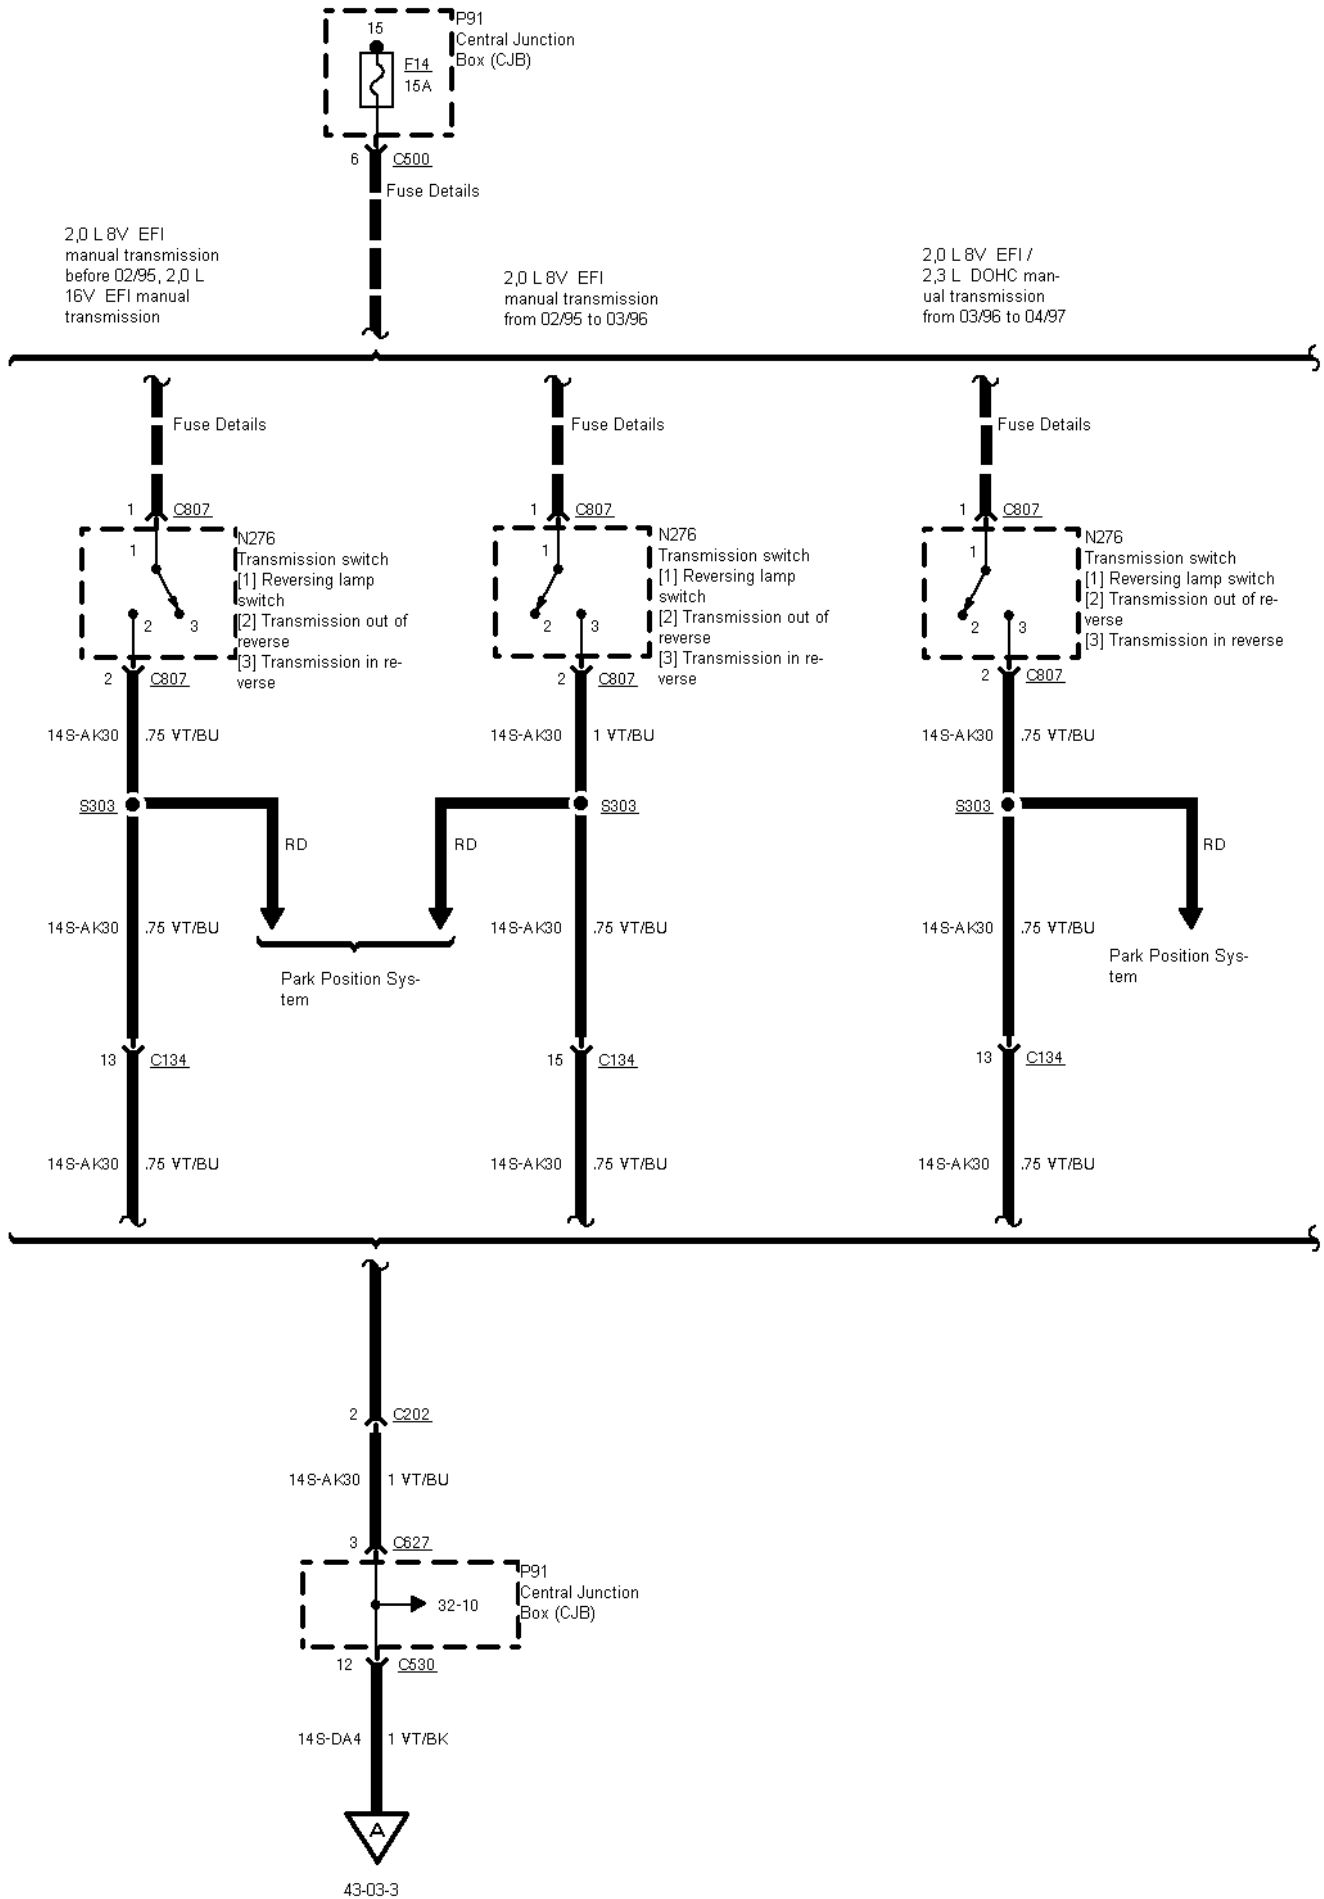 15
F14
15A
P91
Central Junction
Box (CJB)
6
C500
Fuse Details
2,0 L 8V EFI
manual transmission
before 02/95, 2,0 L
16V EFI manual
transmission
2,0 L 8V EFI
manual transmission
from 02/95 to 03/96
2,0 L 8V EFI /
2,3 L DOHC man-
ual transmission
from 03/96 to 04/97
Fuse Details
Fuse Details
Fuse Details
1
C807
1
2
3
N276
Transmission switch
[1] Reversing lamp
switch
[2] Transmission out of
reverse
[3] Transmission in re-
verse
2
C807
1
C807
1
2
3
N276
Transmission switch
[1] Reversing lamp
switch
[2] Transmission out of
reverse
[3] Transmission in re-
verse
2
C807
1
C807
1
2
3
N276
Transmission switch
[1] Reversing lamp switch
[2] Transmission out of re-
verse
[3] Transmission in reverse
2
C807
14S-AK30 .75 VT/BU
14S-AK30 1 VT/BU
14S-AK30 .75 VT/BU
S303
S303
S303
RD
RD
RD
14S-AK30 .75 VT/BU
14S-AK30 .75 VT/BU
14S-AK30 .75 VT/BU
Park Position Sys-
tem
Park Position Sys-
tem
13
C134
15
C134
13
C134
14S-AK30 .75 VT/BU
14S-AK30 .75 VT/BU
14S-AK30 .75 VT/BU
2
C202
14S-AK30 1 VT/BU
3
C627
P91
Central Junction
Box (CJB)
32-10
12
C530
14S-DA4 1 VT/BK
A
43-03-3